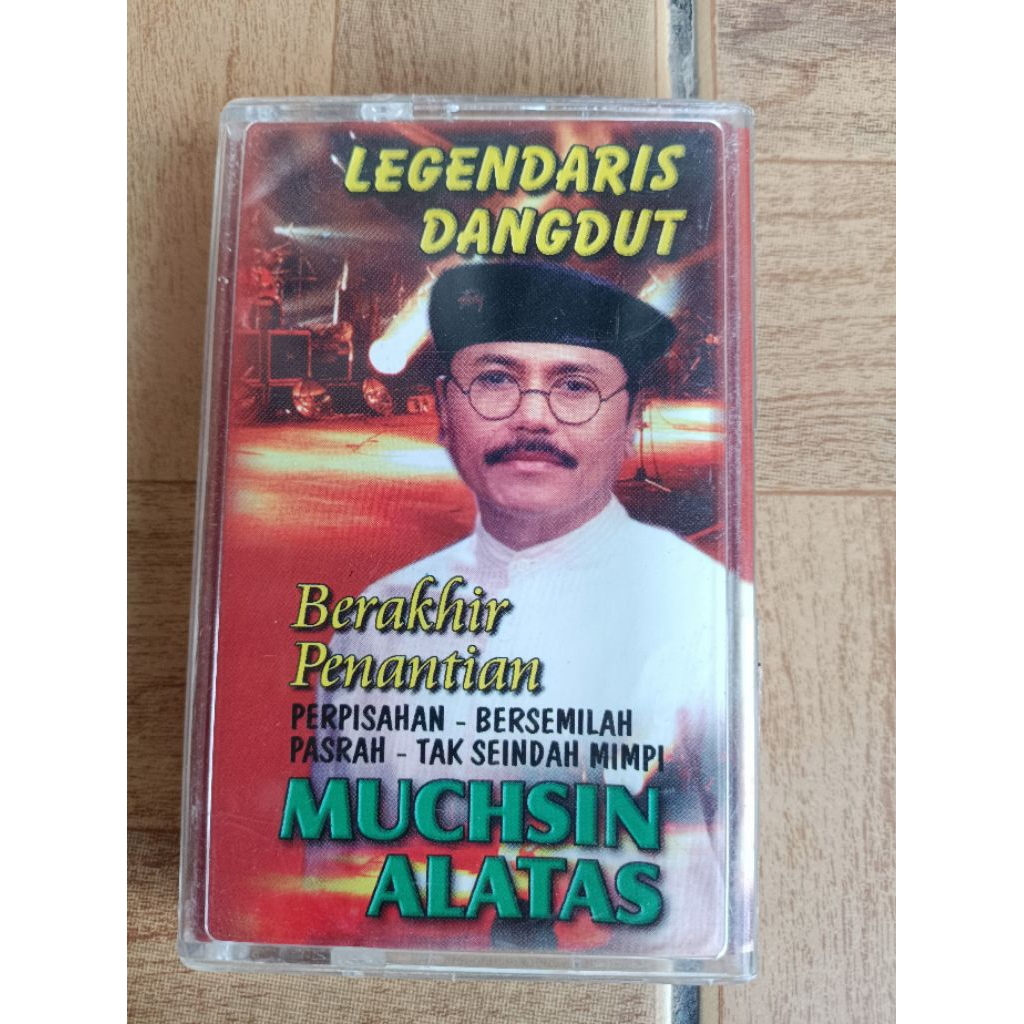 LEGENDARIS
DANGDUT
Berakhir
Penantian
PERPISAHAN - BERSEMILAH
PASRAH - TAK SEINDAH MIMPI
MUCHSIN
ALATAS